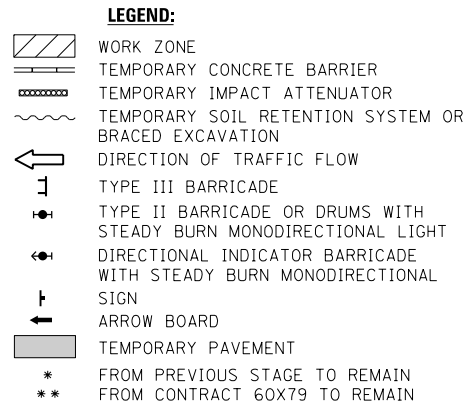 LEGEND:
WORK ZONE
TEMPORARY CONCRETE BARRIER
TEMPORARY IMPACT ATTENUATOR
TEMPORARY SOIL RETENTION SYSTEM OR
BRACED EXCAVATION
DIRECTION OF TRAFFIC FLOW
TYPE III BARRICADE
TYPE II BARRICADE OR DRUMS WITH
STEADY BURN MONODIRECTIONAL LIGHT
DIRECTIONAL INDICATOR BARRICADE
WITH STEADY BURN MONODIRECTIONAL
SIGN
ARROW BOARD
TEMPORARY PAVEMENT
* FROM PREVIOUS STAGE TO REMAIN
** FROM CONTRACT 60X79 TO REMAIN